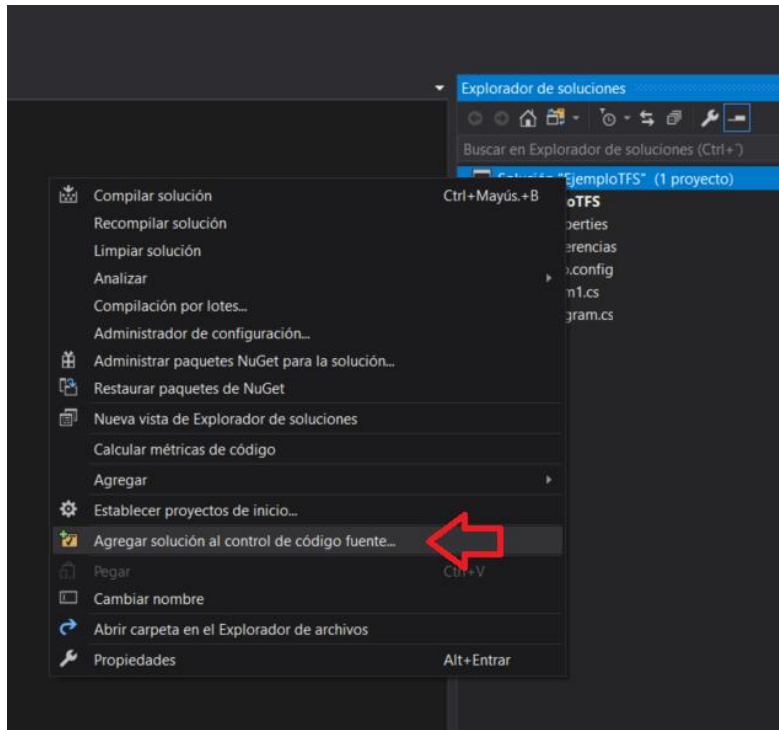 Explorador de soluciones
Buscar en Explorador de soluciones (Ctrl+¨)
Solución "EjemploTFS" (1 proyecto)
oTFS
perties
erencias
.config
m1.cs
gram.cs
Compilar solución Ctrl+Mayús.+B
Recompilar solución
Limpiar solución
Analizar
Compilación por lotes...
Administrador de configuración...
Administrar paquetes NuGet para la solución...
Restaurar paquetes de NuGet
Nueva vista de Explorador de soluciones
Calcular métricas de código
Agregar
Establecer proyectos de inicio...
Agregar solución al control de código fuente...
Pegar Ctrl+V
Cambiar nombre
Abrir carpeta en el Explorador de archivos
Propiedades Alt+Entrar